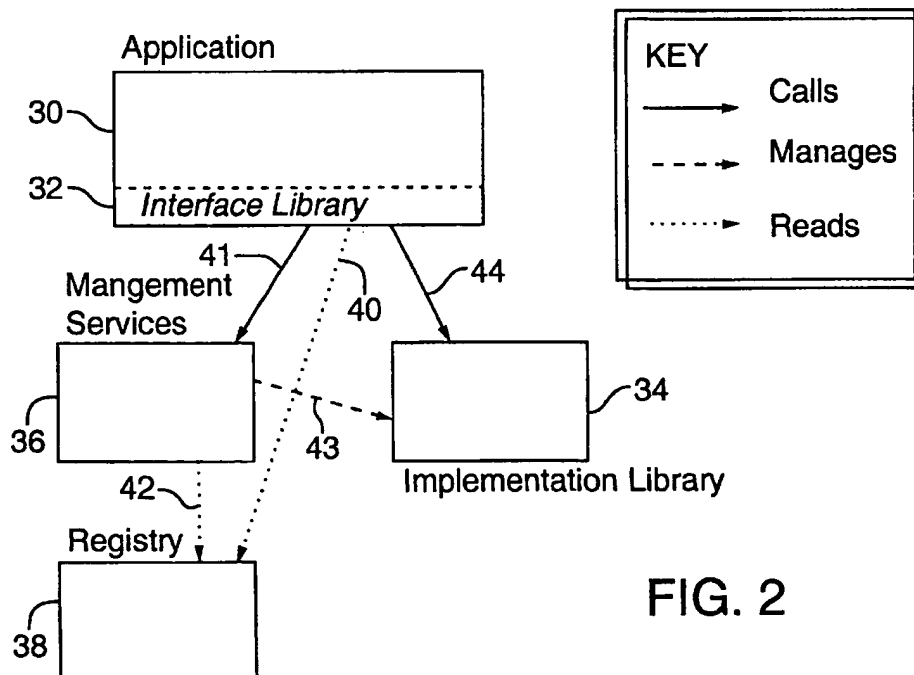 Application
KEY
Calls
Manages
Reads
30
32
Interface Library
41
40
44
Mangement
Services
36
43
34
Implementation Library
42
Registry
38
FIG. 2